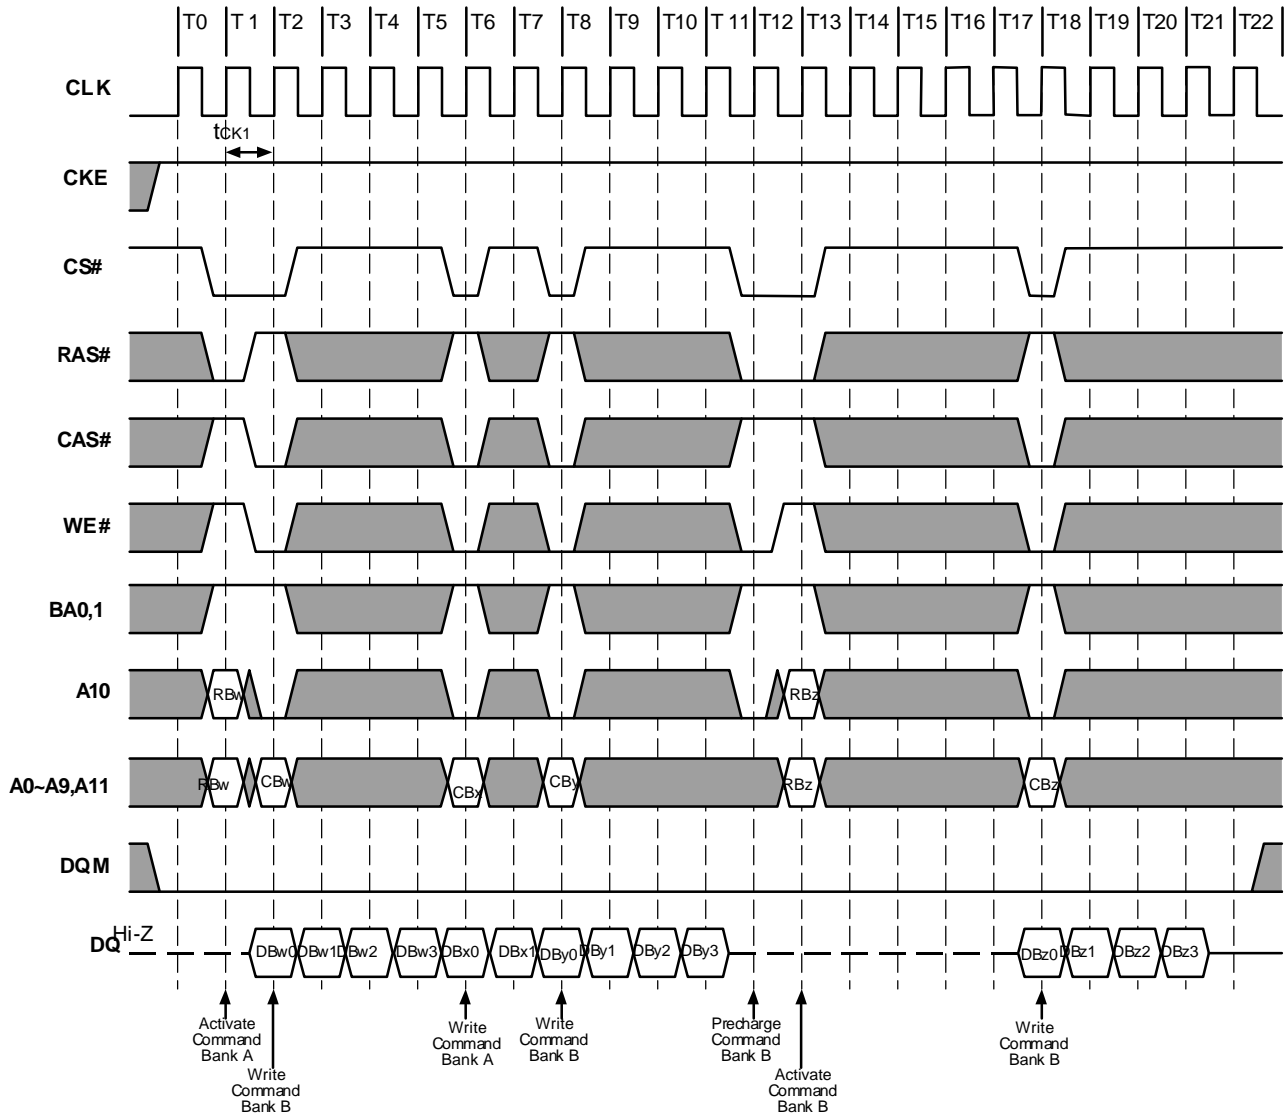 T0 T 1 T2 T3 T4 T5 T6 T7 T8 T9 T10 T 11 T12 T13 T14 T15 T16 T17 T18 T19 T20 T21 T22
CLK
tCK1
CKE
CS#
RAS#
CAS#
WE#
BA0,1
A10 RBw RBz
A0~A9,A11 RBw CBw CBx CBy RBz CBz
DQM
Hi-Z
DQ DBw0 DBw1 DBw2 DBw3 DBx0 DBx1 DBy0 DBy1 DBy2 DBy3 DBz0 DBz1 DBz2 DBz3
Activate
Command
Bank A
Write
Command
Bank B
Write
Command
Bank A
Write
Command
Bank B
Precharge
Command
Bank B
Activate
Command
Bank B
Write
Command
Bank B